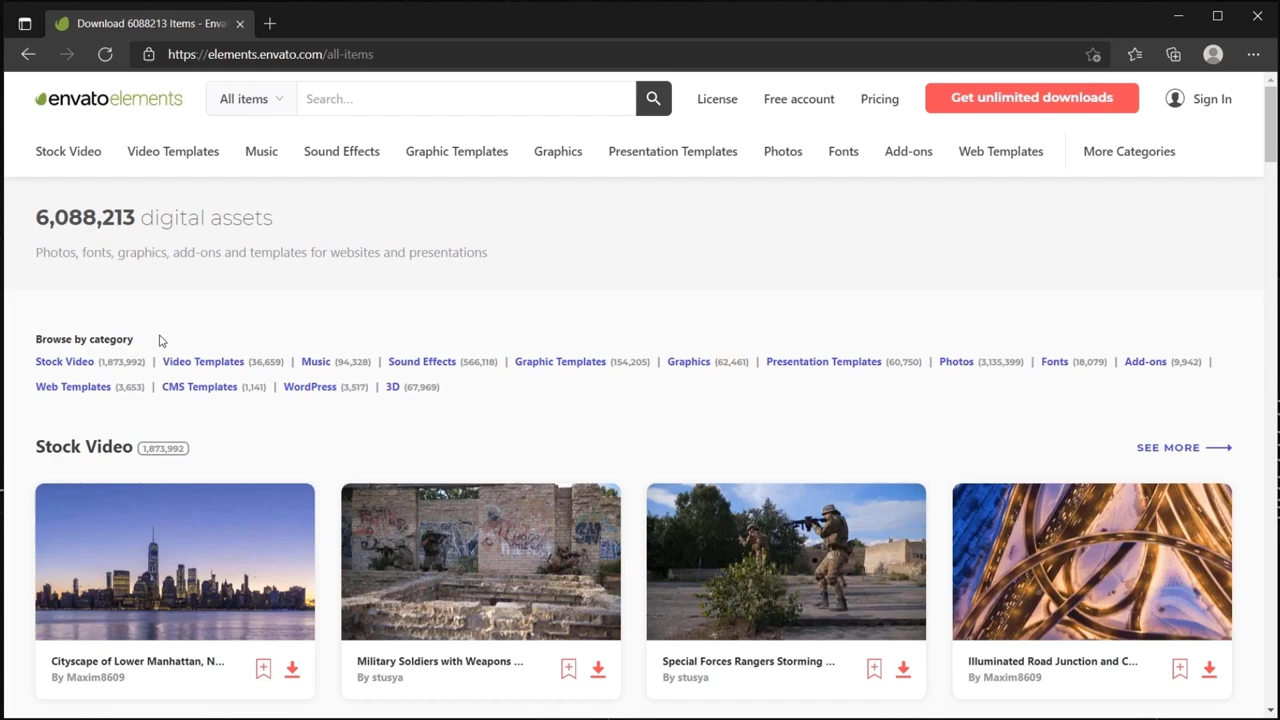 Download 6088213 Items - Enva
https://elements.envato.com/all-items
envatoelements
All items
Search...
License
Free account
Pricing
Get unlimited downloads
Sign In
Stock Video
Video Templates
Music
Sound Effects
Graphic Templates
Graphics
Presentation Templates
Photos
Fonts
Add-ons
Web Templates
More Categories
6,088,213 digital assets
Photos, fonts, graphics, add-ons and templates for websites and presentations
Browse by category
Stock Video (1,873,992) | Video Templates (36,659) | Music (94,328) | Sound Effects (566,118) | Graphic Templates (154,205) | Graphics (62,461) | Presentation Templates (60,750) | Photos (3,135,399) | Fonts (18,079) | Add-ons (9,942) |
Web Templates (3,653) | CMS Templates (1,141) | WordPress (3,517) | 3D (67,969)
Stock Video 1,873,992
SEE MORE
Cityscape of Lower Manhattan, N...
By Maxim8609
Military Soldiers with Weapons ...
By stusya
Special Forces Rangers Storming ...
By stusya
Illuminated Road Junction and C...
By Maxim8609